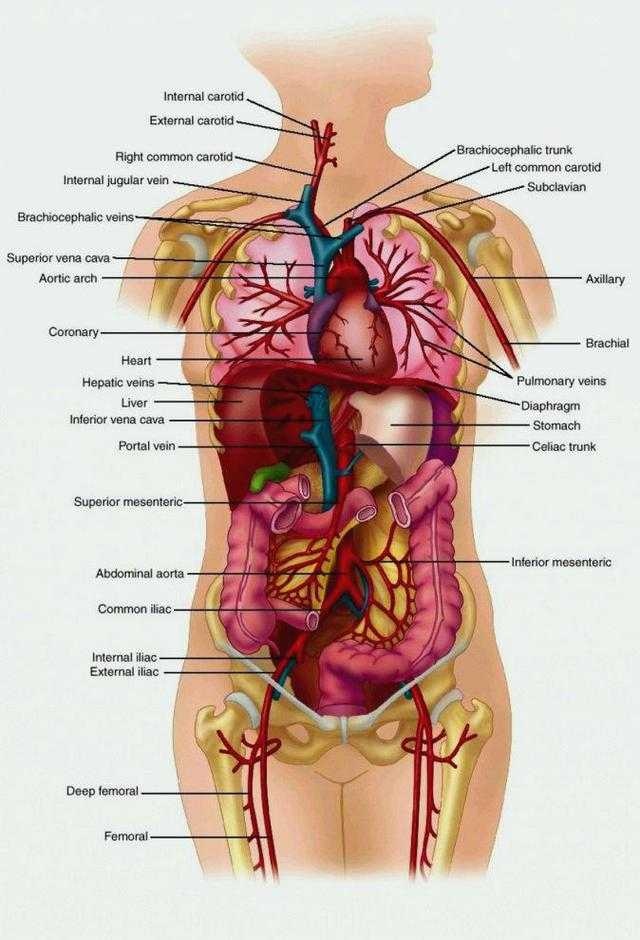 Internal carotid
External carotid
Right common carotid
Internal jugular vein
Brachiocephalic veins
Superior vena cava
Aortic arch
Coronary
Heart
Hepatic veins
Liver
Inferior vena cava
Portal vein
Superior mesenteric
Abdominal aorta
Common iliac
Internal iliac
External iliac
Deep femoral
Femoral
Brachiocephalic trunk
Left common carotid
Subclavian
Axillary
Brachial
Pulmonary veins
Diaphragm
Stomach
Celiac trunk
Inferior mesenteric